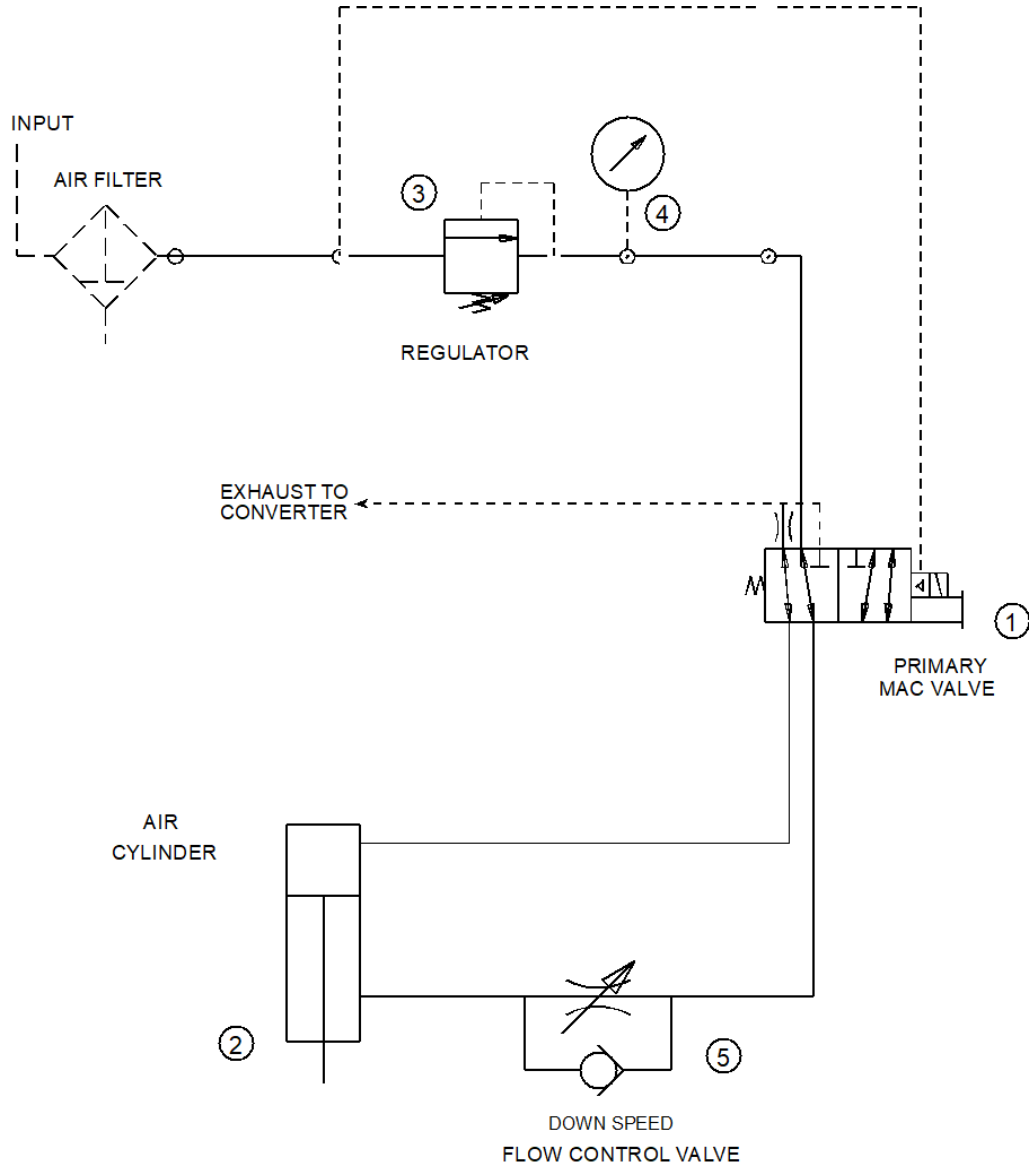 INPUT
AIR FILTER
3
4
REGULATOR
EXHAUST TO
CONVERTER
1
PRIMARY
MAC VALVE
AIR
CYLINDER
2
5
DOWN SPEED
FLOW CONTROL VALVE